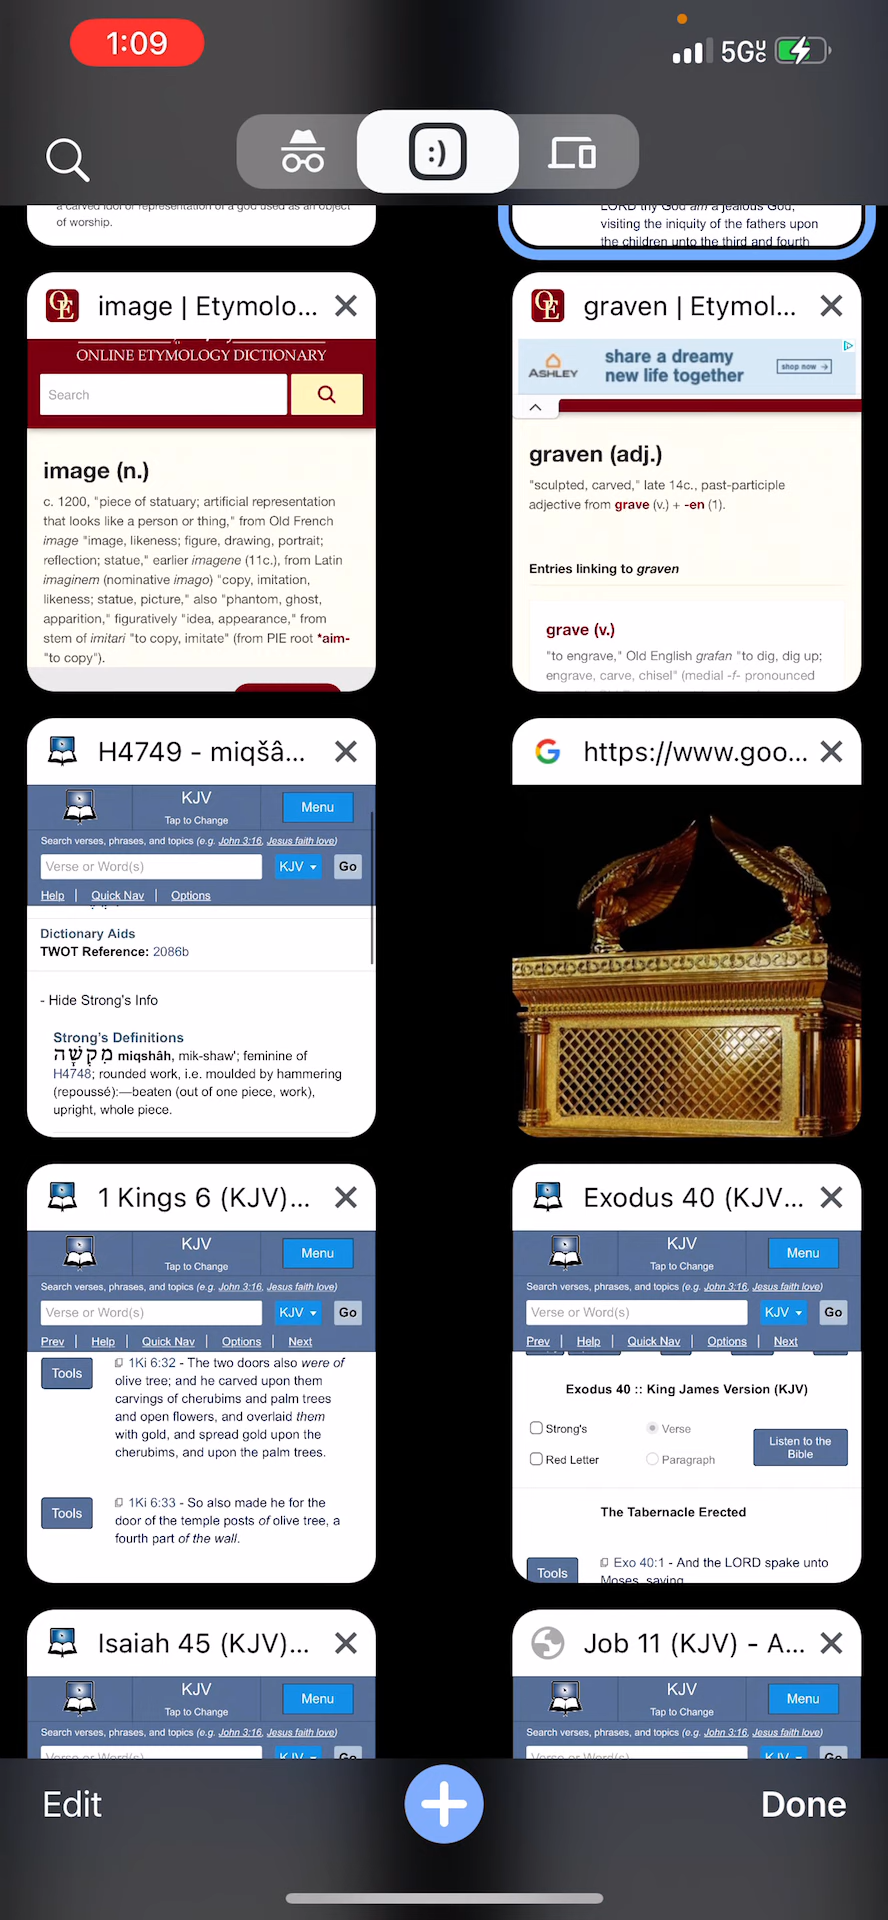 1:09
5G UC
:)
a carved idol or representation of a god used as an object
of worship.
LORD thy God am a jealous God,
visiting the iniquity of the fathers upon
the children unto the third and fourth
image | Etymolo...
ONLINE ETYMOLOGY DICTIONARY
Search
image (n.)
c. 1200, "piece of statuary; artificial representation
that looks like a person or thing," from Old French
image "image, likeness; figure, drawing, portrait;
reflection; statue," earlier imagene (11c.), from Latin
imaginem (nominative imago) "copy, imitation,
likeness; statue, picture," also "phantom, ghost,
apparition," figuratively "idea, appearance," from
stem of imitari "to copy, imitate" (from PIE root *aim-
"to copy").
graven | Etymol...
ASHLEY
share a dreamy
new life together
shop now →
graven (adj.)
"sculpted, carved," late 14c., past-participle
adjective from grave (v.) + -en (1).
Entries linking to graven
grave (v.)
"to engrave," Old English grafan "to dig, dig up;
engrave, carve, chisel" (medial -f- pronounced
H4749 - miqšâ...
KJV
Tap to Change
Menu
Search verses, phrases, and topics (e.g. John 3:16, Jesus faith love)
Verse or Word(s)
KJV
Go
Help | Quick Nav | Options
Dictionary Aids
TWOT Reference: 2086b
- Hide Strong's Info
Strong's Definitions
מִקְשָׁה miqshâh, mik-shaw'; feminine of
H4748; rounded work, i.e. moulded by hammering
(repoussé):—beaten (out of one piece, work),
upright, whole piece.
https://www.goo...
1 Kings 6 (KJV)...
KJV
Tap to Change
Menu
Search verses, phrases, and topics (e.g. John 3:16, Jesus faith love)
Verse or Word(s)
KJV
Go
Prev | Help | Quick Nav | Options | Next
Tools
1Ki 6:32 - The two doors also were of
olive tree; and he carved upon them
carvings of cherubims and palm trees
and open flowers, and overlaid them
with gold, and spread gold upon the
cherubims, and upon the palm trees.
Tools
1Ki 6:33 - So also made he for the
door of the temple posts of olive tree, a
fourth part of the wall.
Exodus 40 (KJV...
KJV
Tap to Change
Menu
Search verses, phrases, and topics (e.g. John 3:16, Jesus faith love)
Verse or Word(s)
KJV
Go
Prev | Help | Quick Nav | Options | Next
Exodus 40 :: King James Version (KJV)
Strong's
Verse
Red Letter
Paragraph
Listen to the
Bible
The Tabernacle Erected
Tools
Exo 40:1 - And the LORD spake unto
Moses, saying,
Isaiah 45 (KJV)...
KJV
Tap to Change
Menu
Search verses, phrases, and topics (e.g. John 3:16, Jesus faith love)
Verse or Word(s)
KJV
Go
Job 11 (KJV) - A...
KJV
Tap to Change
Menu
Search verses, phrases, and topics (e.g. John 3:16, Jesus faith love)
Verse or Word(s)
KJV
Go
Edit
Done